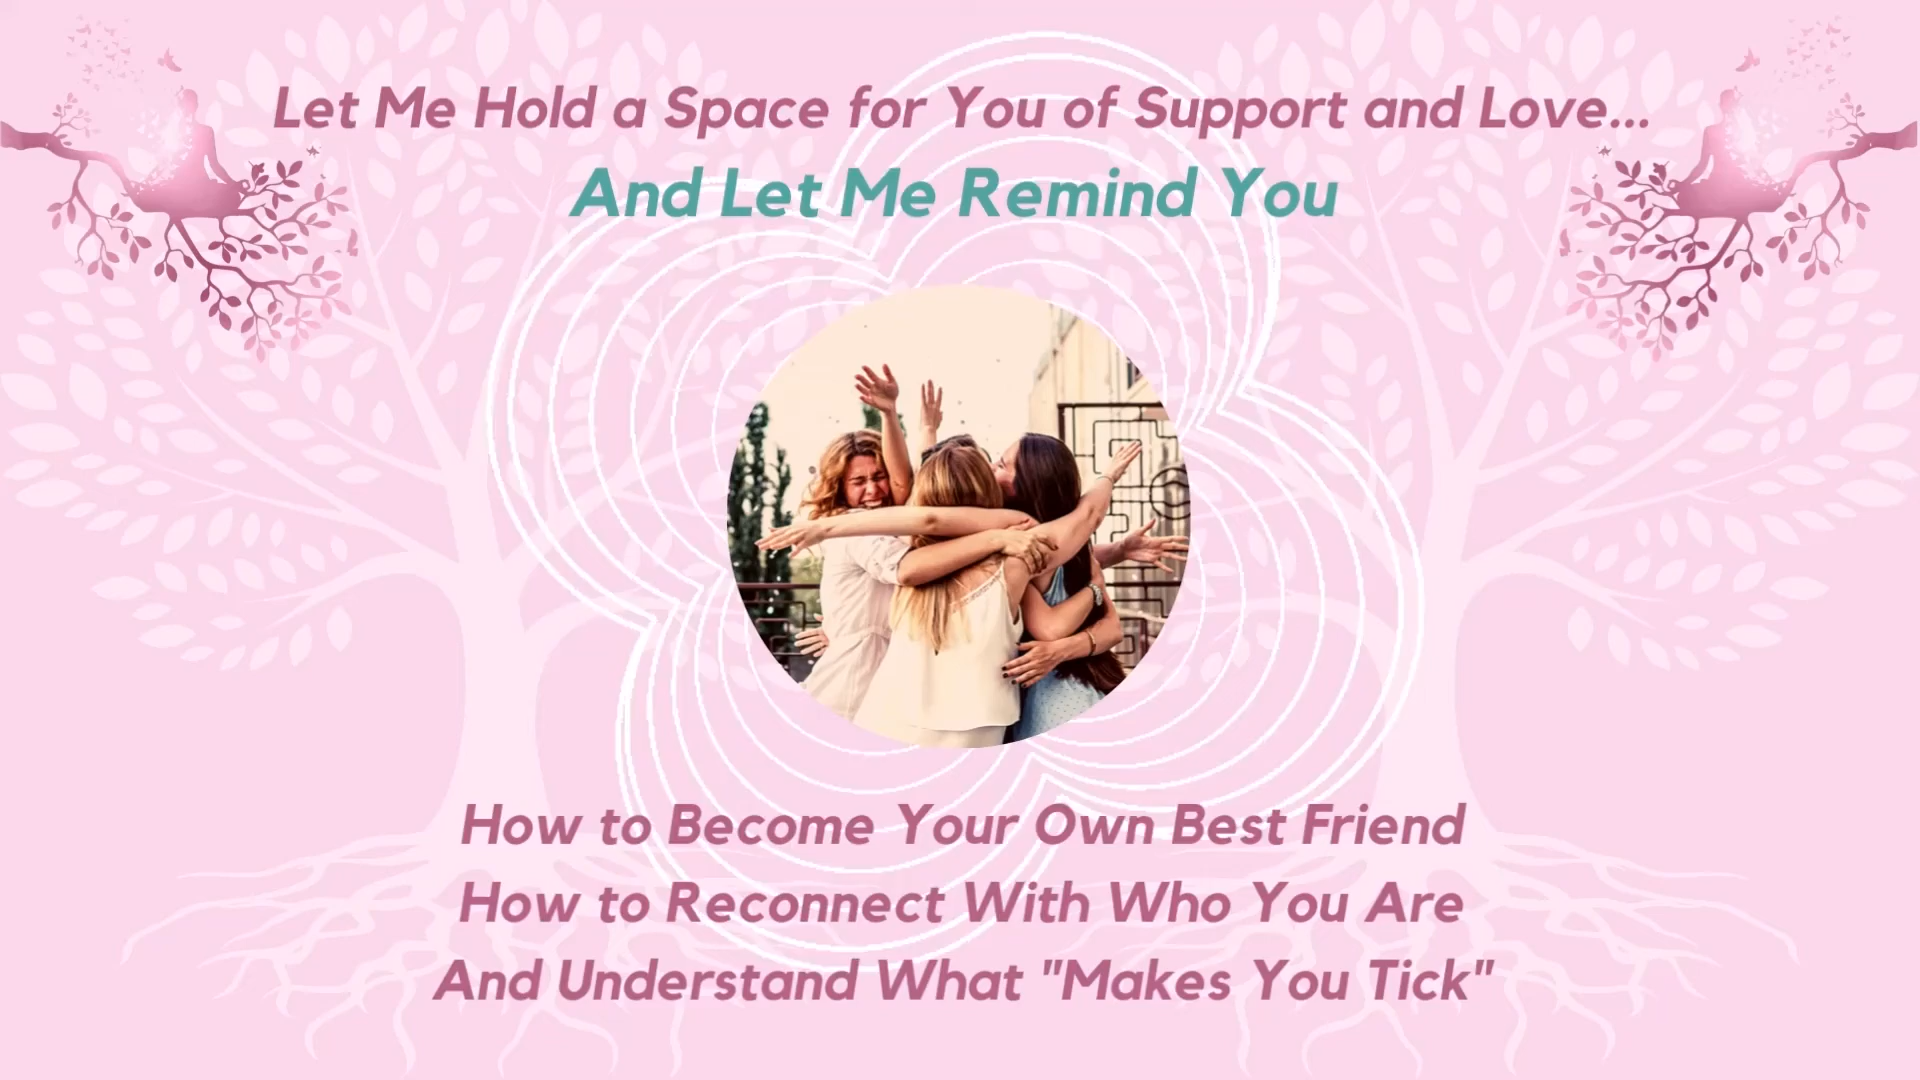 Let Me Hold a Space for You of Support and Love...
And Let Me Remind You
How to Become Your Own Best Friend
How to Reconnect With Who You Are
And Understand What "Makes You Tick"